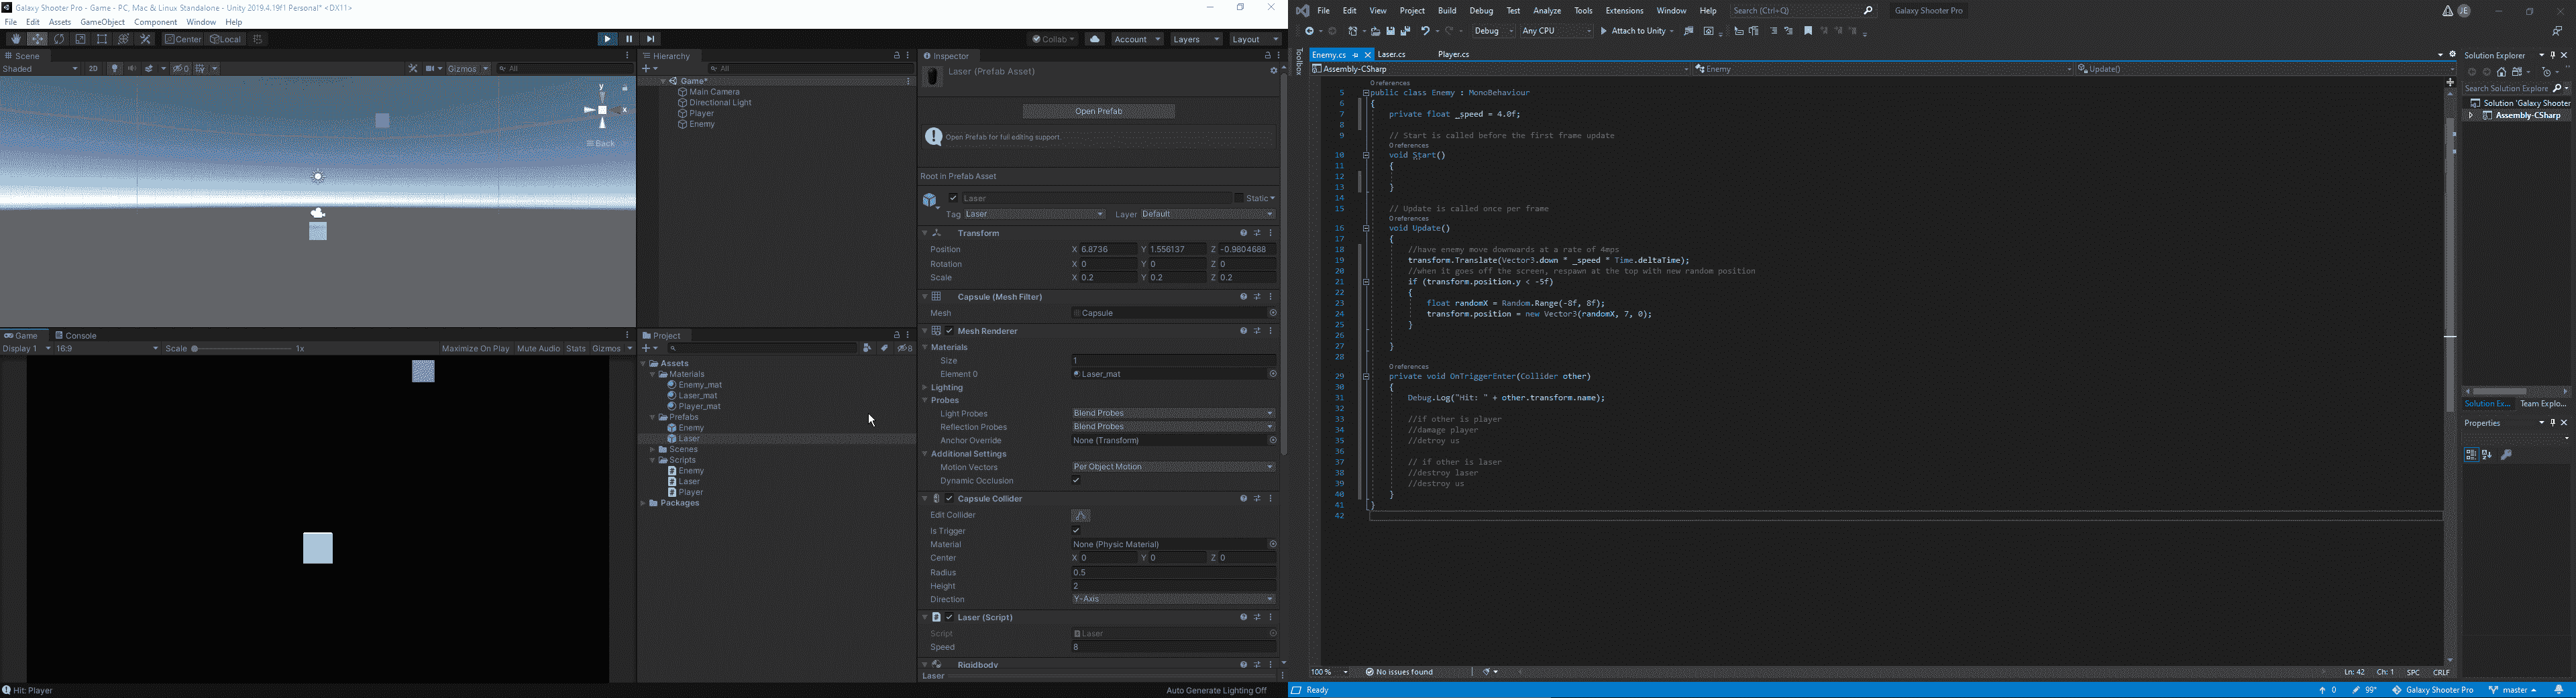 Galaxy Shooter Pro - Game - PC, Mac & Linux Standalone - Unity 2019.4.19f1 Personal* <DX11>
File Edit Assets GameObject Component Window Help
Center Local
Collab Account Layers Layout
Scene
Shaded 2D 0 Gizmos All
y
x
Back
Game Console
Display 1 16:9 Scale 1x Maximize On Play Mute Audio Stats Gizmos
Hit: Player
Auto Generate Lighting Off
Hierarchy
All
Game*
Main Camera
Directional Light
Player
Enemy
Project
8
Assets
Materials
Enemy_mat
Laser_mat
Player_mat
Prefabs
Enemy
Laser
Scenes
Scripts
Enemy
Laser
Player
Packages
Inspector
Laser (Prefab Asset)
Open Prefab
Open Prefab for full editing support.
Root in Prefab Asset
Laser Static
Tag Laser Layer Default
Transform
Position X 6.8736 Y 1.556137 Z -0.9804688
Rotation X 0 Y 0 Z 0
Scale X 0.2 Y 0.2 Z 0.2
Capsule (Mesh Filter)
Mesh Capsule
Mesh Renderer
Materials
Size 1
Element 0 Laser_mat
Lighting
Probes
Light Probes Blend Probes
Reflection Probes Blend Probes
Anchor Override None (Transform)
Additional Settings
Motion Vectors Per Object Motion
Dynamic Occlusion
Capsule Collider
Edit Collider
Is Trigger
Material None (Physic Material)
Center X 0 Y 0 Z 0
Radius 0.5
Height 2
Direction Y-Axis
Laser (Script)
Script Laser
Speed 8
Rigidbody
Laser
File Edit View Project Build Debug Test Analyze Tools Extensions Window Help Search (Ctrl+Q) Galaxy Shooter Pro JE
Debug Any CPU Attach to Unity
Toolbox
Enemy.cs Laser.cs Player.cs
Assembly-CSharp Enemy Update()
0 references
5 public class Enemy : MonoBehaviour
6 {
7 private float _speed = 4.0f;
8
9 // Start is called before the first frame update
0 references
10 void Start()
11 {
12
13 }
14
15 // Update is called once per frame
0 references
16 void Update()
17 {
18 //have enemy move downwards at a rate of 4mps
19 transform.Translate(Vector3.down * _speed * Time.deltaTime);
20 //when it goes off the screen, respawn at the top with new random position
21 if (transform.position.y < -5f)
22 {
23 float randomX = Random.Range(-8f, 8f);
24 transform.position = new Vector3(randomX, 7, 0);
25 }
26
27 }
28
0 references
29 private void OnTriggerEnter(Collider other)
30 {
31 Debug.Log("Hit: " + other.transform.name);
32
33 //if other is player
34 //damage player
35 //detroy us
36
37 // if other is laser
38 //destroy laser
39 //destroy us
40 }
41 }
42
100 % No issues found Ln: 42 Ch: 1 SPC CRLF
Solution Explorer
Search Solution Explore
Solution 'Galaxy Shooter
Assembly-CSharp
Solution Ex... Team Explo...
Properties
Ready 0 99+ Galaxy Shooter Pro master